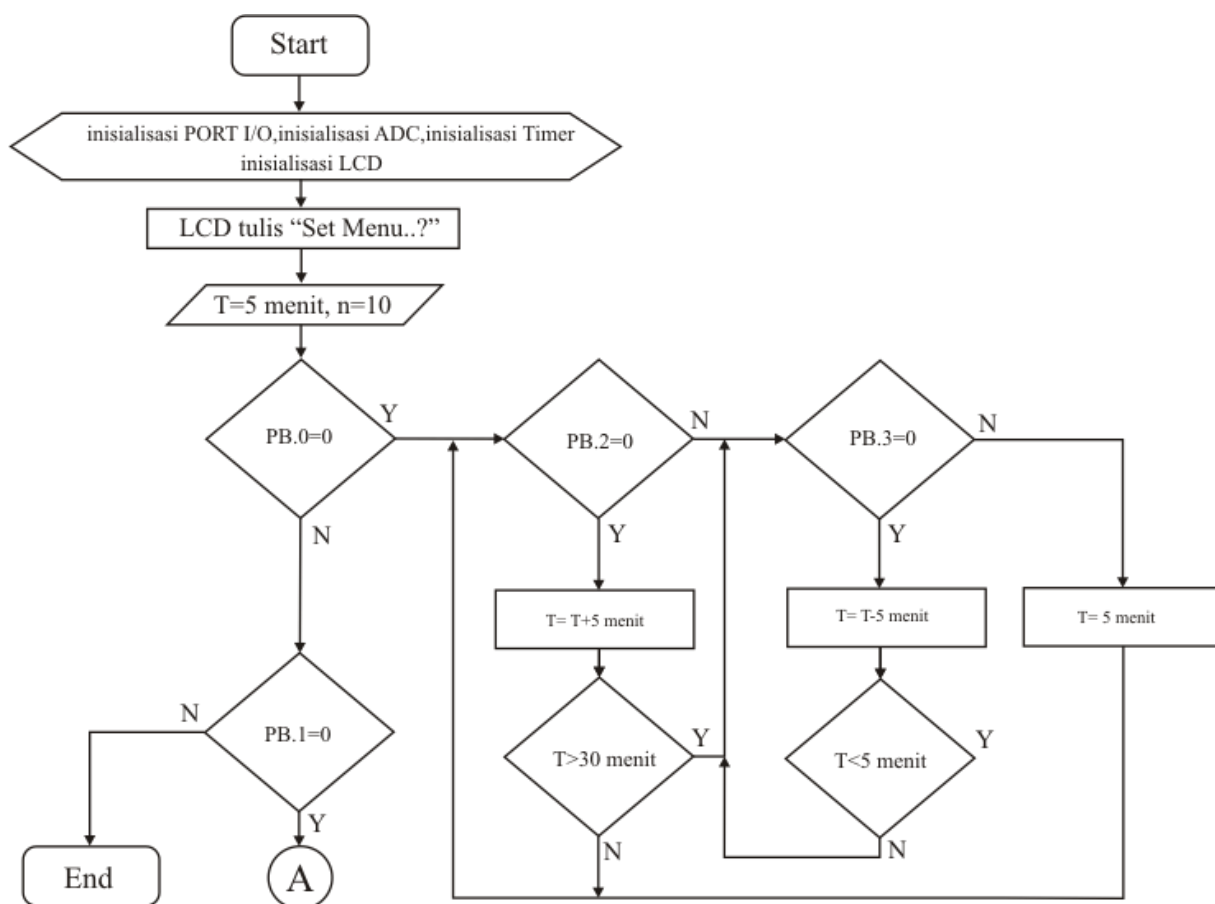 Start
inisialisasi PORT I/O,inisialisasi ADC,inisialisasi Timer
inisialisasi LCD
LCD tulis “Set Menu..?”
T=5 menit, n=10
PB.0=0
Y
N
PB.2=0
N
Y
PB.3=0
N
Y
T= T+5 menit
T= T-5 menit
T= 5 menit
PB.1=0
N
Y
T>30 menit
Y
N
T<5 menit
Y
N
End
A